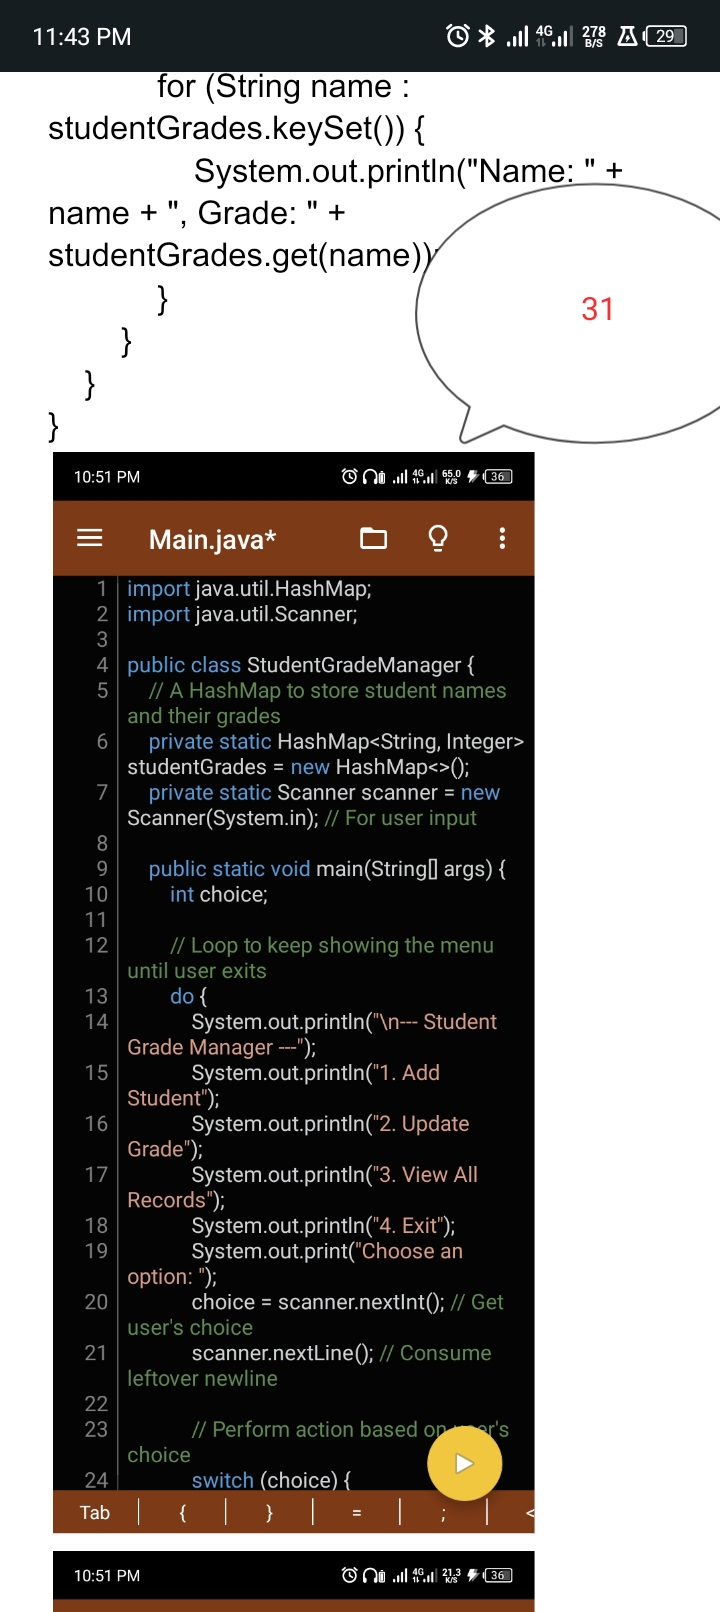 11:43 PM 4G 278 B/S 29
for (String name :
studentGrades.keySet()) {
System.out.println("Name: " +
name + ", Grade: " +
studentGrades.get(name))
31
}
}
}
}
10:51 PM 4G 65.0 K/S 36
Main.java*
1 import java.util.HashMap;
2 import java.util.Scanner;
3
4 public class StudentGradeManager {
5 // A HashMap to store student names
and their grades
6 private static HashMap<String, Integer>
studentGrades = new HashMap<>();
7 private static Scanner scanner = new
Scanner(System.in); // For user input
8
9 public static void main(String[] args) {
10 int choice;
11
12 // Loop to keep showing the menu
until user exits
13 do {
14 System.out.println("\n--- Student
Grade Manager ---");
15 System.out.println("1. Add
Student");
16 System.out.println("2. Update
Grade");
17 System.out.println("3. View All
Records");
18 System.out.println("4. Exit");
19 System.out.print("Choose an
option: ");
20 choice = scanner.nextInt(); // Get
user's choice
21 scanner.nextLine(); // Consume
leftover newline
22
23 // Perform action based on user's
choice
24 switch (choice) {
Tab { } = ; <
10:51 PM 4G 21.3 K/S 36